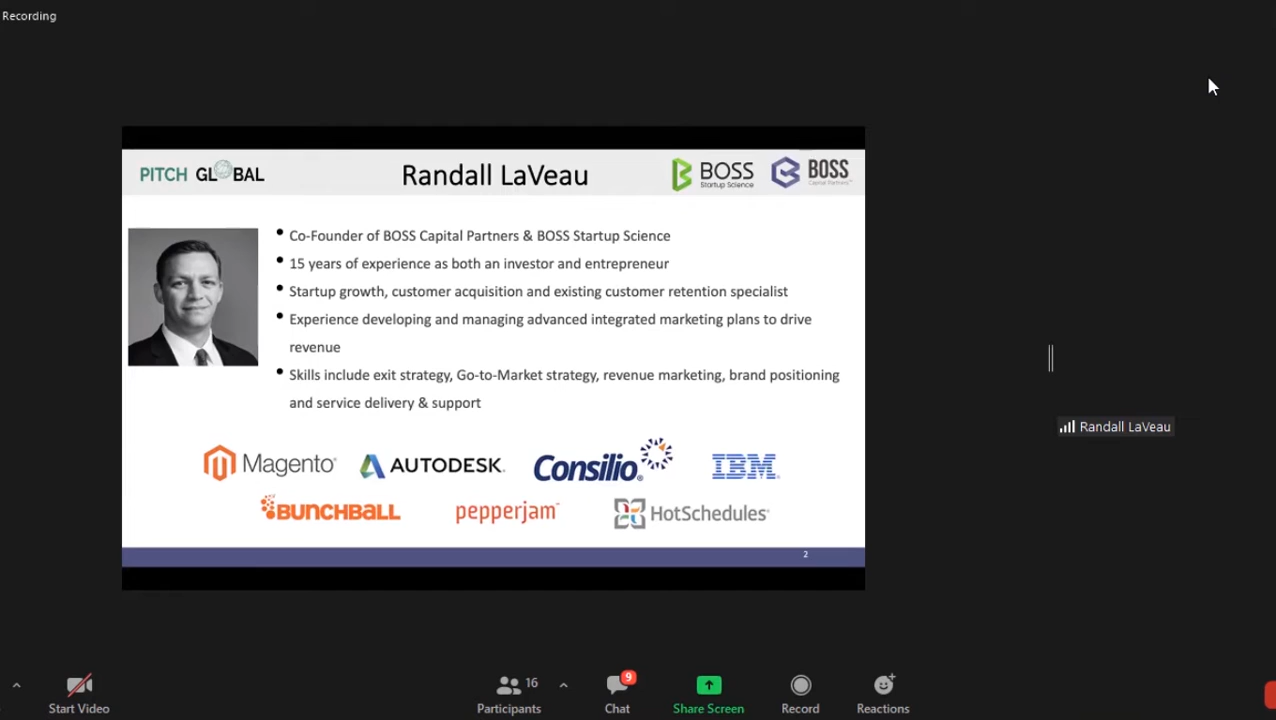 Recording
PITCH GLOBAL
Randall LaVeau
BOSS
Startup Science
BOSS
Capital Partners
Co-Founder of BOSS Capital Partners & BOSS Startup Science
15 years of experience as both an investor and entrepreneur
Startup growth, customer acquisition and existing customer retention specialist
Experience developing and managing advanced integrated marketing plans to drive
revenue
Skills include exit strategy, Go-to-Market strategy, revenue marketing, brand positioning
and service delivery & support
Magento®
AUTODESK.
Consilio®
IBM
BUNCHBALL
pepperjam™
HotSchedules®
2
Randall LaVeau
16
9
Start Video
Participants
Chat
Share Screen
Record
Reactions